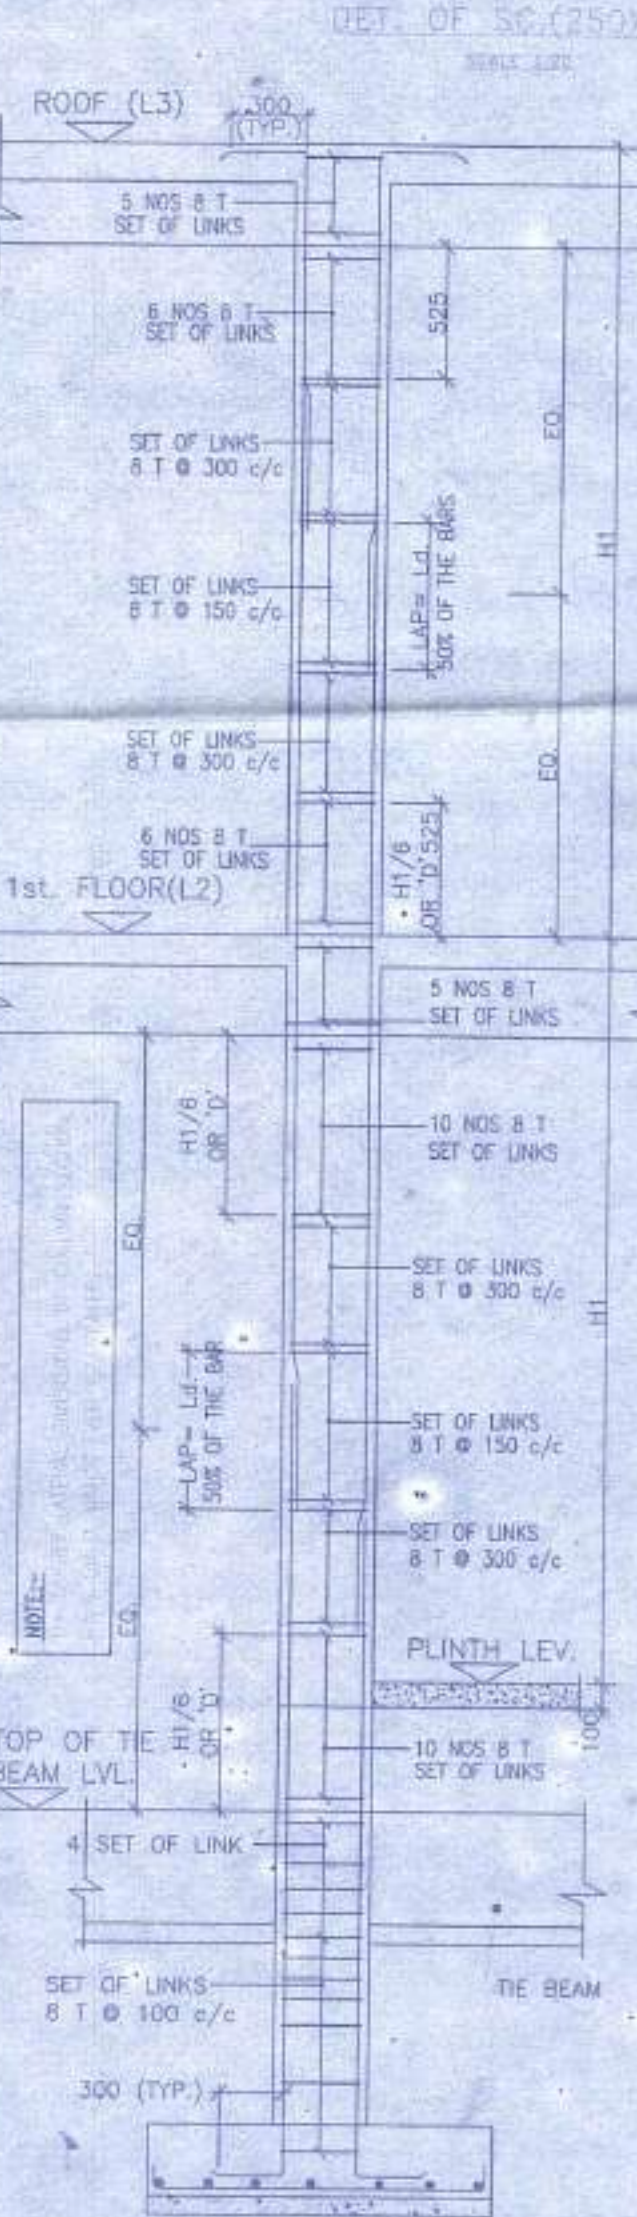 DET. OF SC.(250X
SCALE 1:20
ROOF (L3)
300
(TYP.)
5 NOS 8 T
SET OF LINKS
6 NOS 8 T
SET OF LINKS
525
EQ.
SET OF LINKS
8 T @ 300 c/c
H1
SET OF LINKS
8 T @ 150 c/c
LAP= Ld
50% OF THE BARS
SET OF LINKS
8 T @ 300 c/c
EQ.
6 NOS 8 T
SET OF LINKS
H1/6
OR 'D' 525
1st. FLOOR(L2)
5 NOS 8 T
SET OF LINKS
H1/6
OR 'D'
10 NOS 8 T
SET OF LINKS
EQ.
SET OF LINKS
8 T @ 300 c/c
H1
LAP= Ld.
50% OF THE BAR
SET OF LINKS
8 T @ 150 c/c
SET OF LINKS
8 T @ 300 c/c
NOTE:-
EQ.
PLINTH LEV.
100
TOP OF TIE
BEAM LVL.
H1/6
OR 'D'
10 NOS 8 T
SET OF LINKS
4 SET OF LINK
SET OF LINKS
8 T @ 100 c/c
TIE BEAM
300 (TYP.)